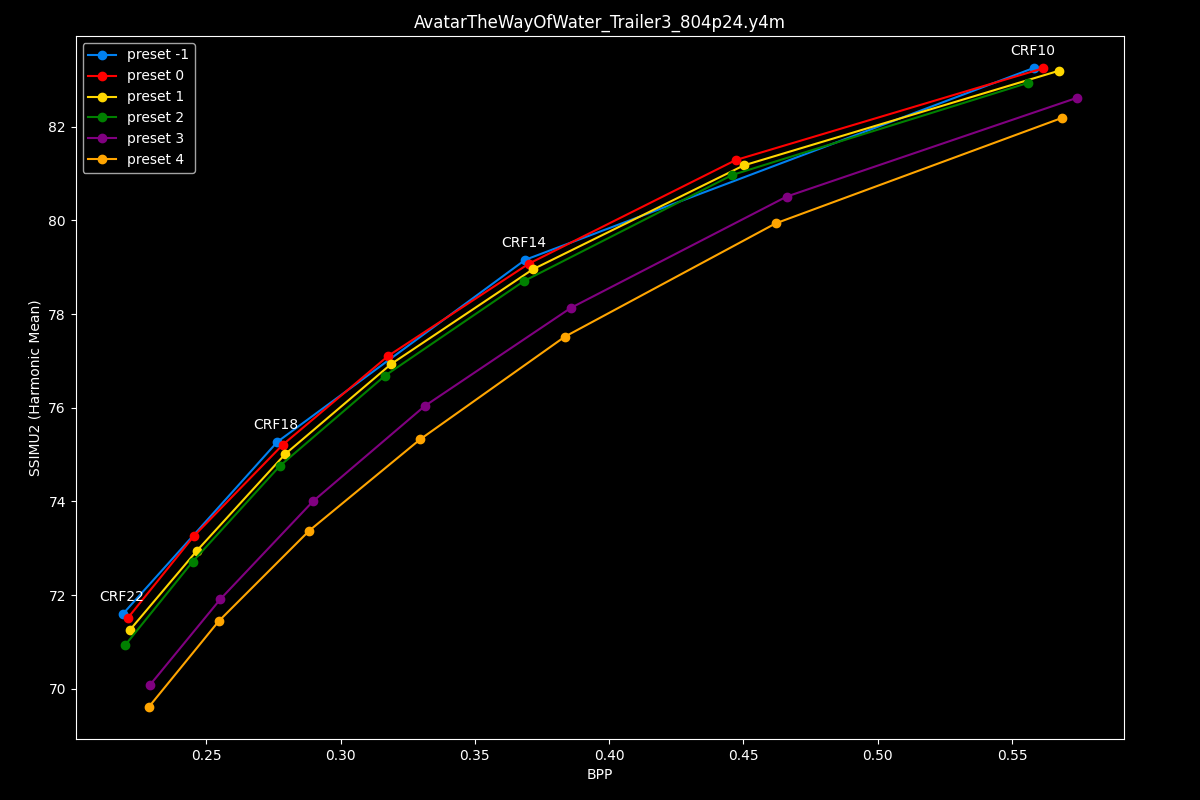 AvatarTheWayOfWater_Trailer3_804p24.y4m
preset -1
preset 0
preset 1
preset 2
preset 3
preset 4
CRF10
CRF14
CRF18
CRF22
SSIMU2 (Harmonic Mean)
82
80
78
76
74
72
70
0.25 0.30 0.35 0.40 0.45 0.50 0.55
BPP